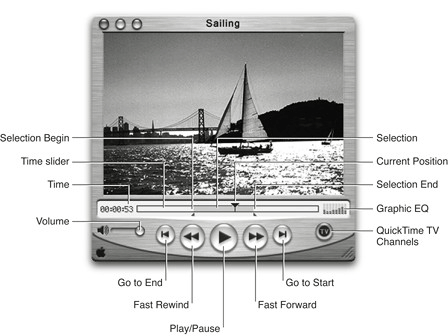 Sailing
Selection Begin
Selection
Time slider
Current Position
Time
Selection End
00:00:53
Graphic EQ
Volume
QuickTime TV
Channels
TV
Go to End
Go to Start
Fast Rewind
Fast Forward
Play/Pause